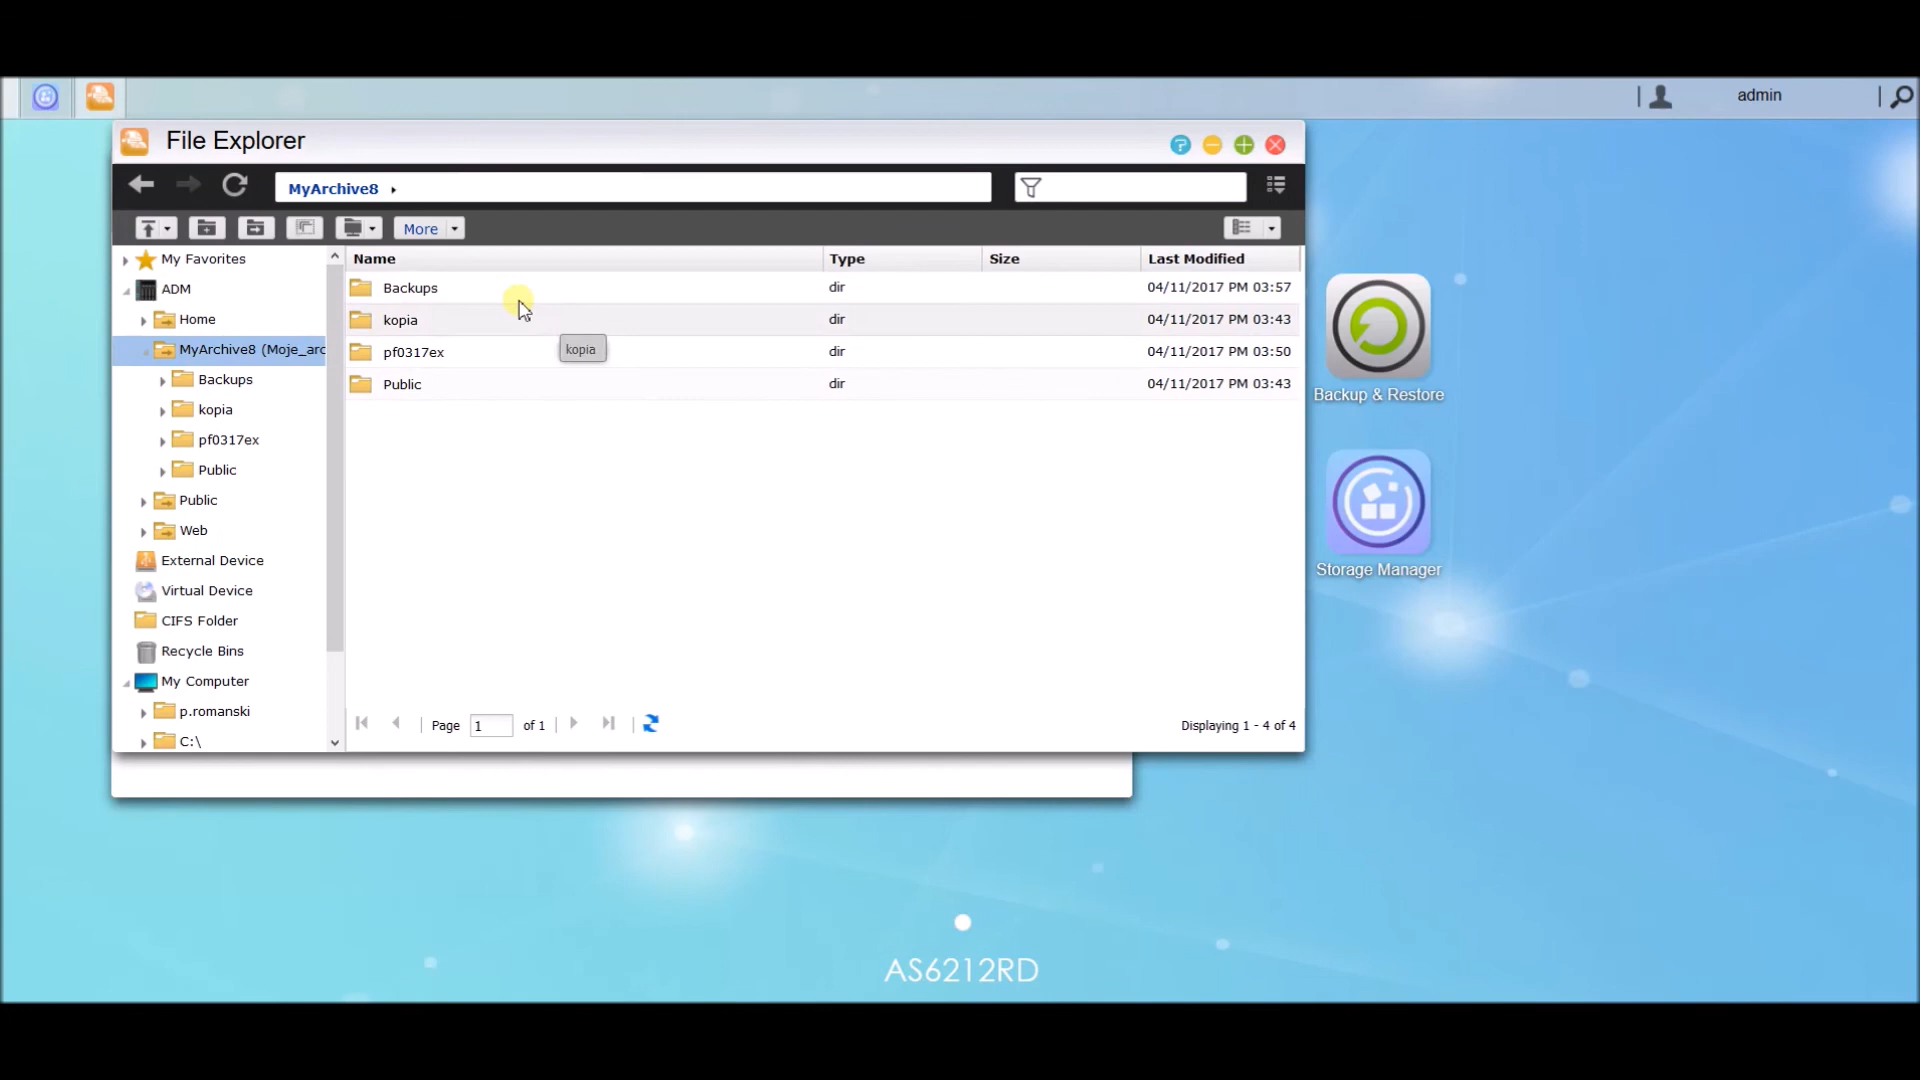 admin
File Explorer
MyArchive8
More
My Favorites
ADM
Home
MyArchive8 (Moje_arc
Backups
kopia
pf0317ex
Public
Public
Web
External Device
Virtual Device
CIFS Folder
Recycle Bins
My Computer
p.romanski
C:\
Name Type Size Last Modified
Backups dir 04/11/2017 PM 03:57
kopia dir 04/11/2017 PM 03:43
kopia
pf0317ex dir 04/11/2017 PM 03:50
Public dir 04/11/2017 PM 03:43
Page 1 of 1 Displaying 1 - 4 of 4
Backup & Restore
Storage Manager
AS6212RD